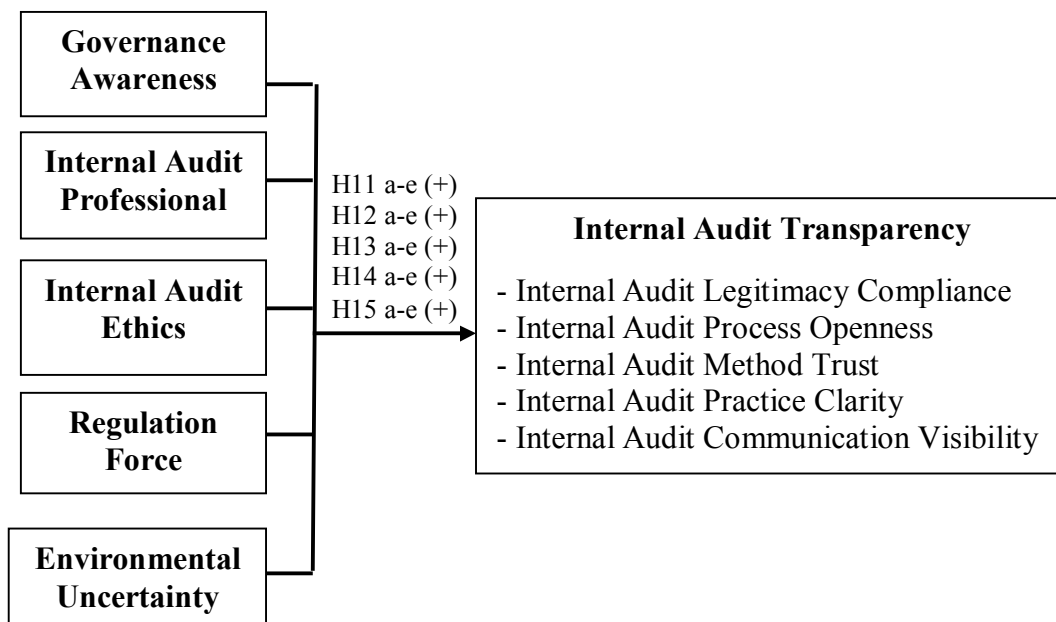 Governance
Awareness
Internal Audit
Professional
Internal Audit
Ethics
Regulation
Force
Environmental
Uncertainty
H11 a-e (+)
H12 a-e (+)
H13 a-e (+)
H14 a-e (+)
H15 a-e (+)
Internal Audit Transparency
- Internal Audit Legitimacy Compliance
- Internal Audit Process Openness
- Internal Audit Method Trust
- Internal Audit Practice Clarity
- Internal Audit Communication Visibility